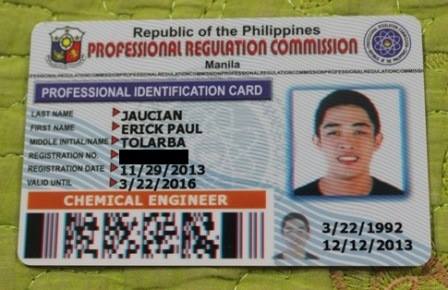 Republic of the Philippines
PROFESSIONAL REGULATION COMMISSION
Manila
PROFESSIONAL IDENTIFICATION CARD
LAST NAME JAUCIAN
FIRST NAME ERICK PAUL
MIDDLE INITIAL/NAME TOLARBA
REGISTRATION NO.
REGISTRATION DATE 11/29/2013
VALID UNTIL 3/22/2016
CHEMICAL ENGINEER
3/22/1992
12/12/2013